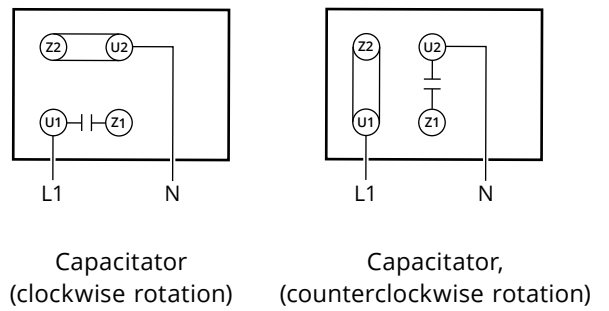 Z2 U2 Z2 U2
U1 Z1 U1 Z1
L1 N L1 N
Capacitator
(clockwise rotation)
Capacitator,
(counterclockwise rotation)